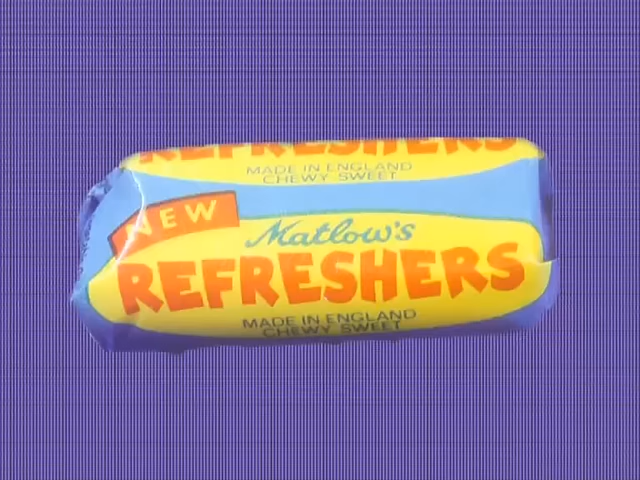 REFRESHERS
MADE IN ENGLAND
CHEWY SWEET
NEW
Matlow's
REFRESHERS
MADE IN ENGLAND
CHEWY SWEET